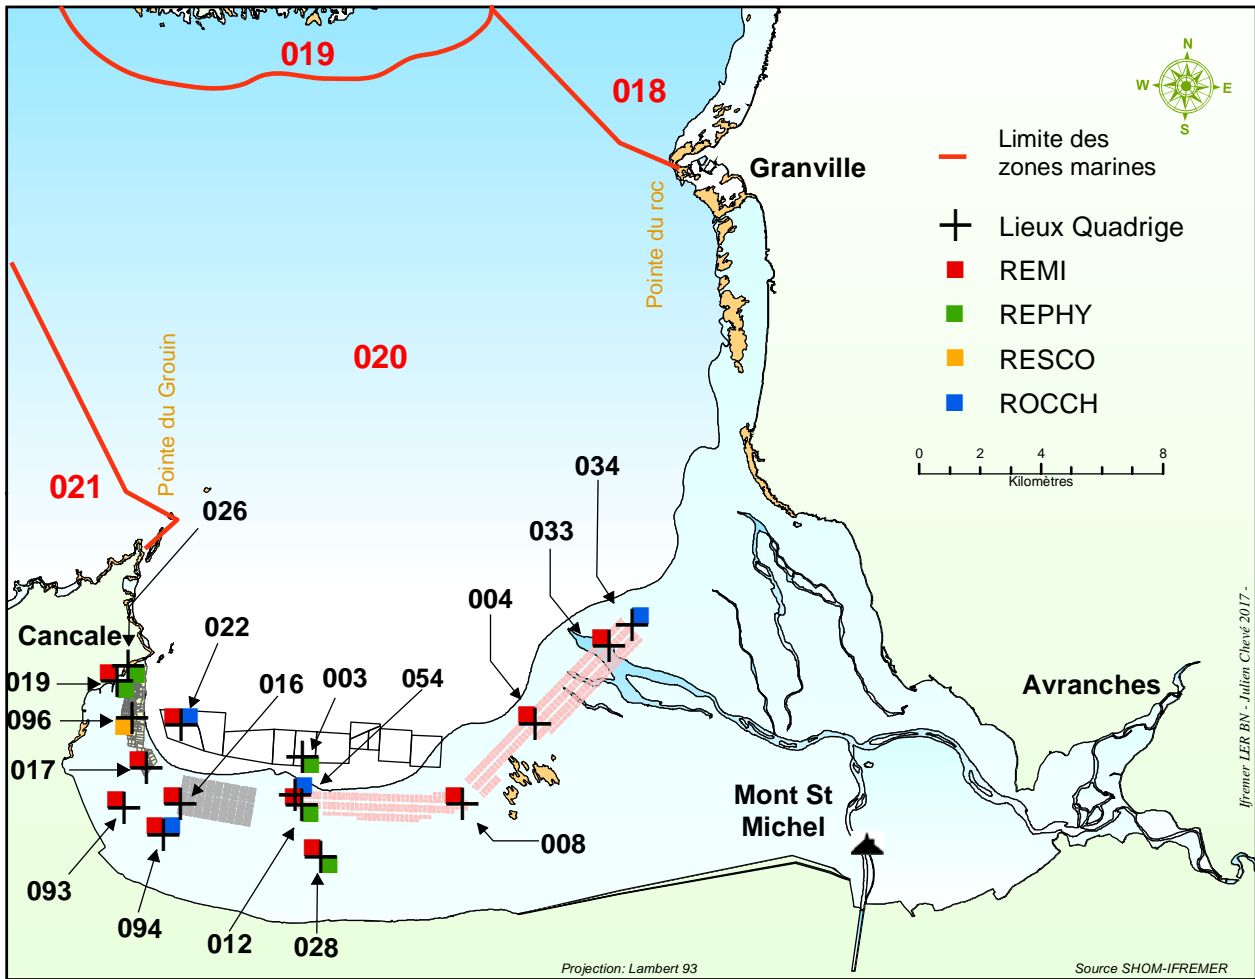 019
018
N
W
E
S
Granville
Limite des
zones marines
Lieux Quadrige
REMI
REPHY
RESCO
ROCCH
0 2 4 8
Kilomètres
Pointe du roc
Pointe du Grouin
020
021
026
034
033
004
Cancale
022
016
003
054
019
096
017
Avranches
Mont St
Michel
008
093
094
012
028
Projection: Lambert 93
Source SHOM-IFREMER
Ifremer LER BN - Julien Chevé 2017 -